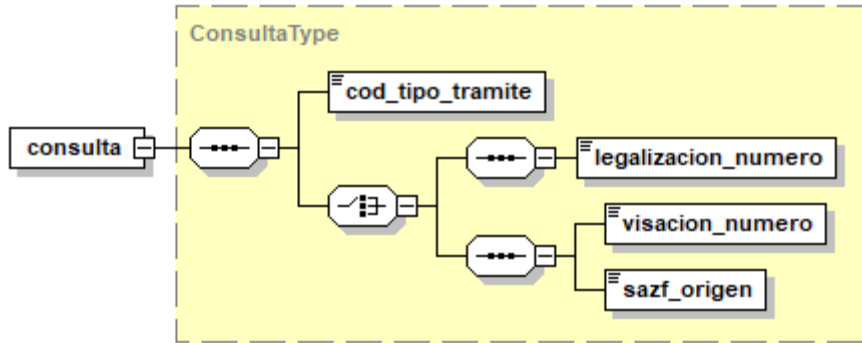 ConsultaType
cod_tipo_tramite
consulta
legalizacion_numero
visacion_numero
sazf_origen